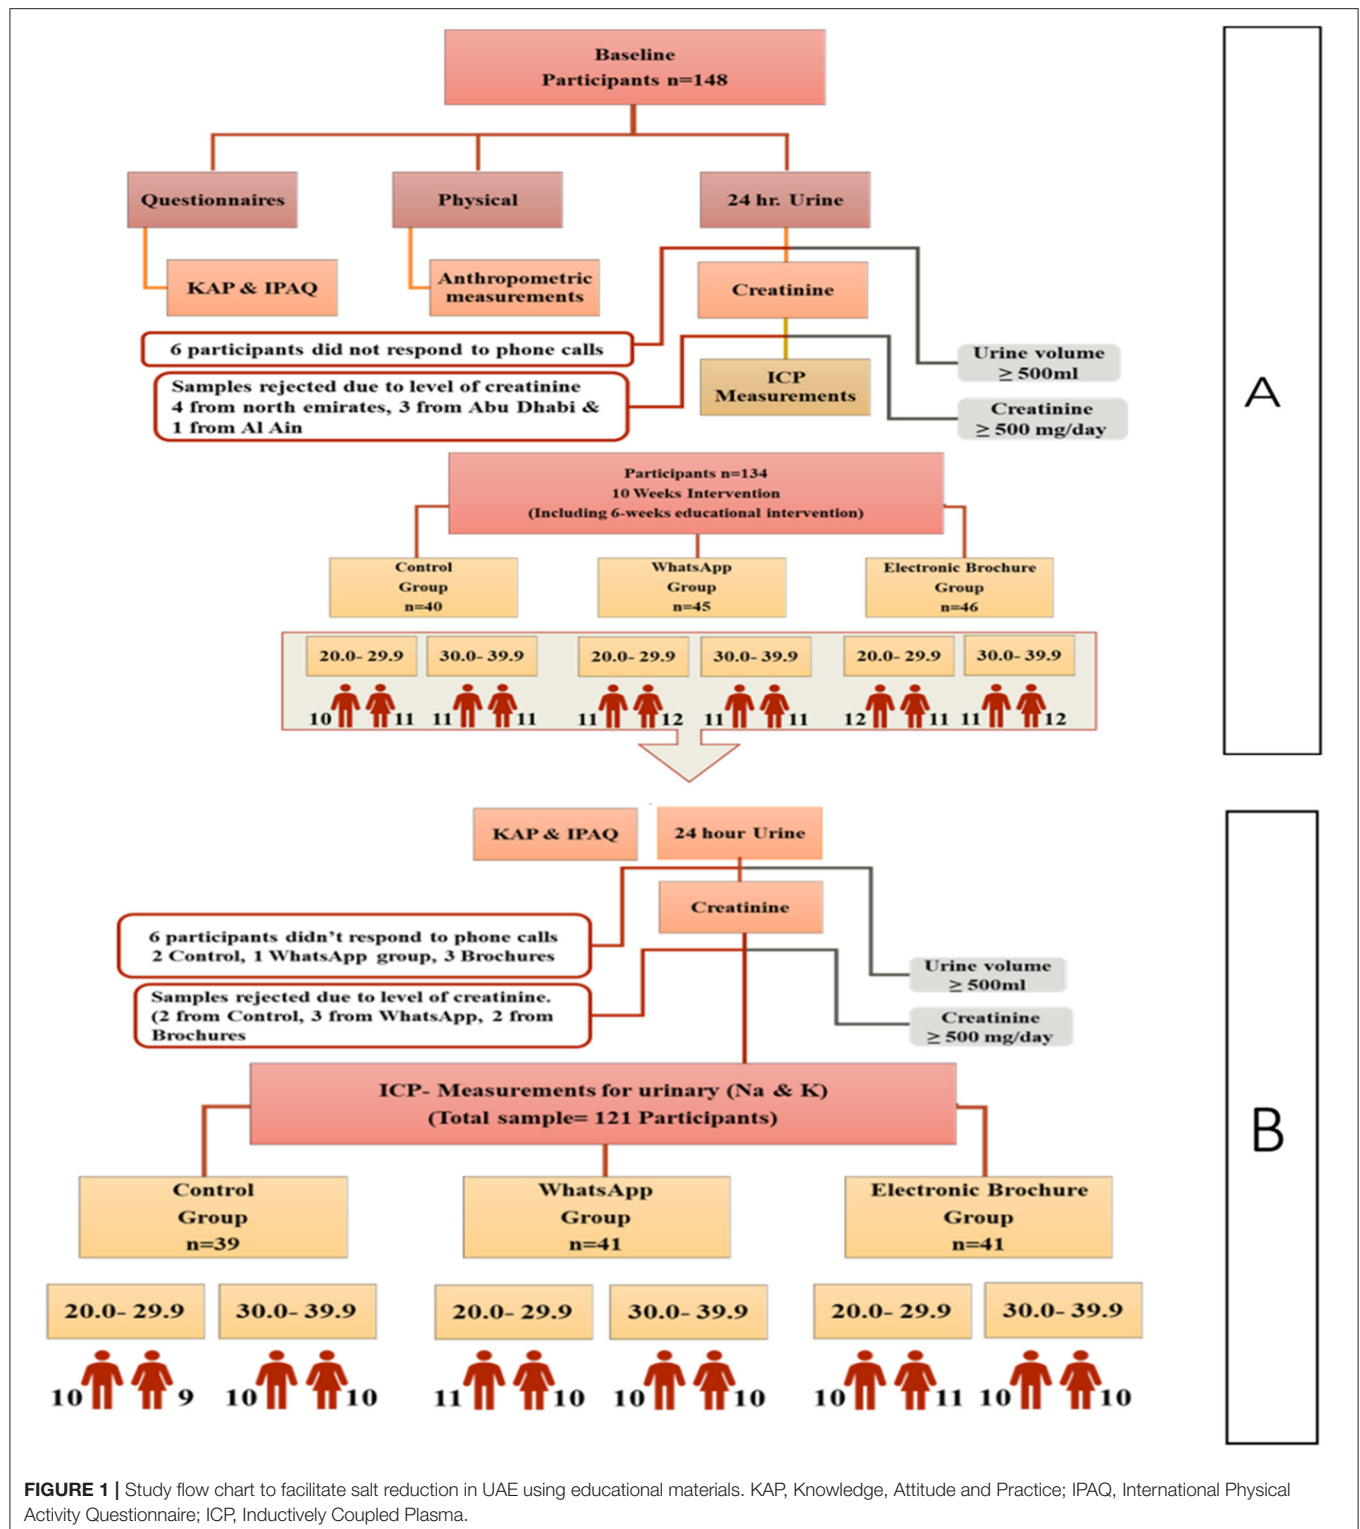 Baseline
Participants n=148
A
Questionnaires
Physical
24 hr. Urine
KAP & IPAQ
Anthropometric
measurements
Creatinine
6 participants did not respond to phone calls
Urine volume
≥ 500ml
Samples rejected due to level of creatinine
4 from north emirates, 3 from Abu Dhabi &
1 from Al Ain
ICP
Measurements
Creatinine
≥ 500 mg/day
Participants n=134
10 Weeks Intervention
(Including 6-weeks educational intervention)
Control
Group
n=40
WhatsApp
Group
n=45
Electronic Brochure
Group
n=46
20.0- 29.9
30.0- 39.9
20.0- 29.9
30.0- 39.9
20.0- 29.9
30.0- 39.9
10 11 11 11 11 12 11 11 12 11 11 12
KAP & IPAQ
24 hour Urine
B
Creatinine
6 participants didn't respond to phone calls
2 Control, 1 WhatsApp group, 3 Brochures
Urine volume
≥ 500ml
Samples rejected due to level of creatinine.
(2 from Control, 3 from WhatsApp, 2 from
Brochures
Creatinine
≥ 500 mg/day
ICP- Measurements for urinary (Na & K)
(Total sample= 121 Participants)
Control
Group
n=39
WhatsApp
Group
n=41
Electronic Brochure
Group
n=41
20.0- 29.9
30.0- 39.9
20.0- 29.9
30.0- 39.9
20.0- 29.9
30.0- 39.9
10 9 10 10 11 10 10 10 10 11 10 10
FIGURE 1 | Study flow chart to facilitate salt reduction in UAE using educational materials. KAP, Knowledge, Attitude and Practice; IPAQ, International Physical
Activity Questionnaire; ICP, Inductively Coupled Plasma.